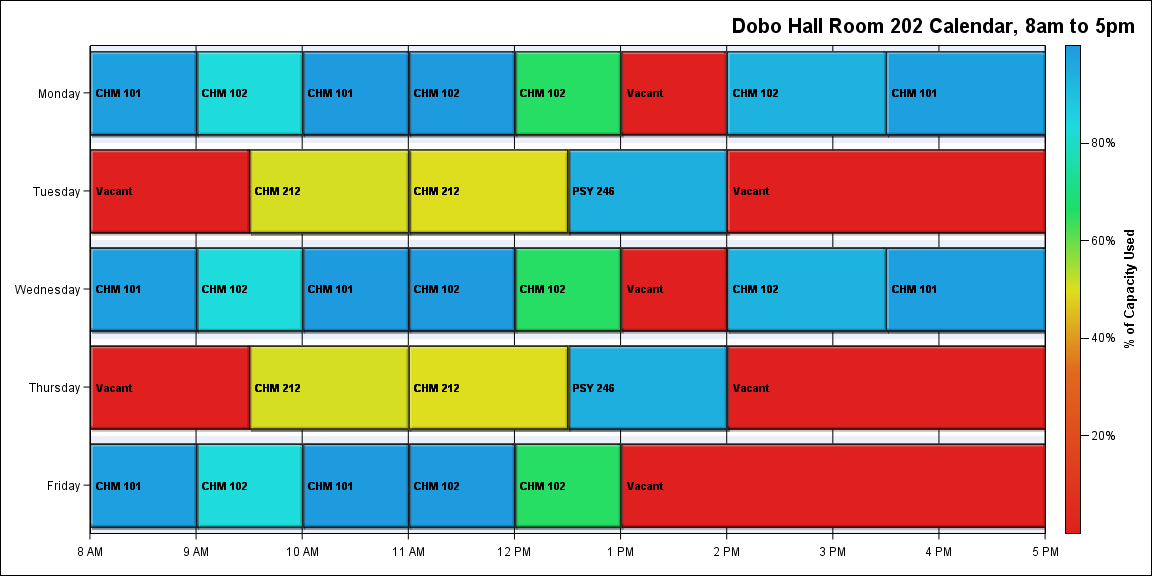 Dobo Hall Room 202 Calendar, 8am to 5pm
Monday CHM 101 CHM 102 CHM 101 CHM 102 CHM 102 Vacant CHM 102 CHM 101
Tuesday Vacant CHM 212 CHM 212 PSY 246 Vacant
Wednesday CHM 101 CHM 102 CHM 101 CHM 102 CHM 102 Vacant CHM 102 CHM 101
Thursday Vacant CHM 212 CHM 212 PSY 246 Vacant
Friday CHM 101 CHM 102 CHM 101 CHM 102 CHM 102 Vacant
8 AM 9 AM 10 AM 11 AM 12 PM 1 PM 2 PM 3 PM 4 PM 5 PM
80%
60%
40%
20%
% of Capacity Used